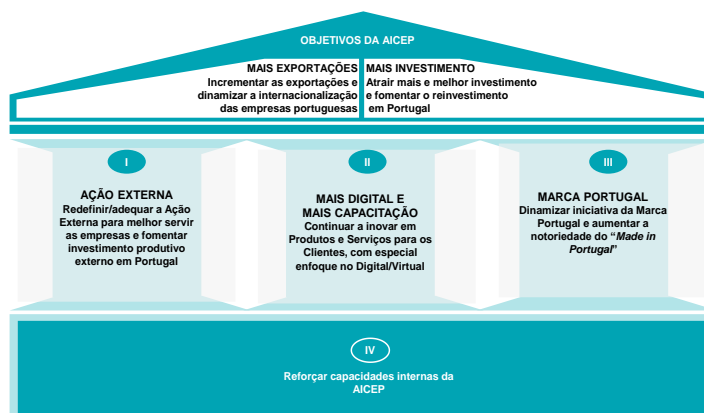 OBJETIVOS DA AICEP
MAIS EXPORTAÇÕES
Incrementar as exportações e
dinamizar a internacionalização
das empresas portuguesas
MAIS INVESTIMENTO
Atrair mais e melhor investimento
e fomentar o reinvestimento
em Portugal
I
AÇÃO EXTERNA
Redefinir/adequar a Ação
Externa para melhor servir
as empresas e fomentar
investimento produtivo
externo em Portugal
II
MAIS DIGITAL E
MAIS CAPACITAÇÃO
Continuar a inovar em
Produtos e Serviços para os
Clientes, com especial
enfoque no Digital/Virtual
III
MARCA PORTUGAL
Dinamizar iniciativa da Marca
Portugal e aumentar a
notoriedade do “Made in
Portugal”
IV
Reforçar capacidades internas da
AICEP